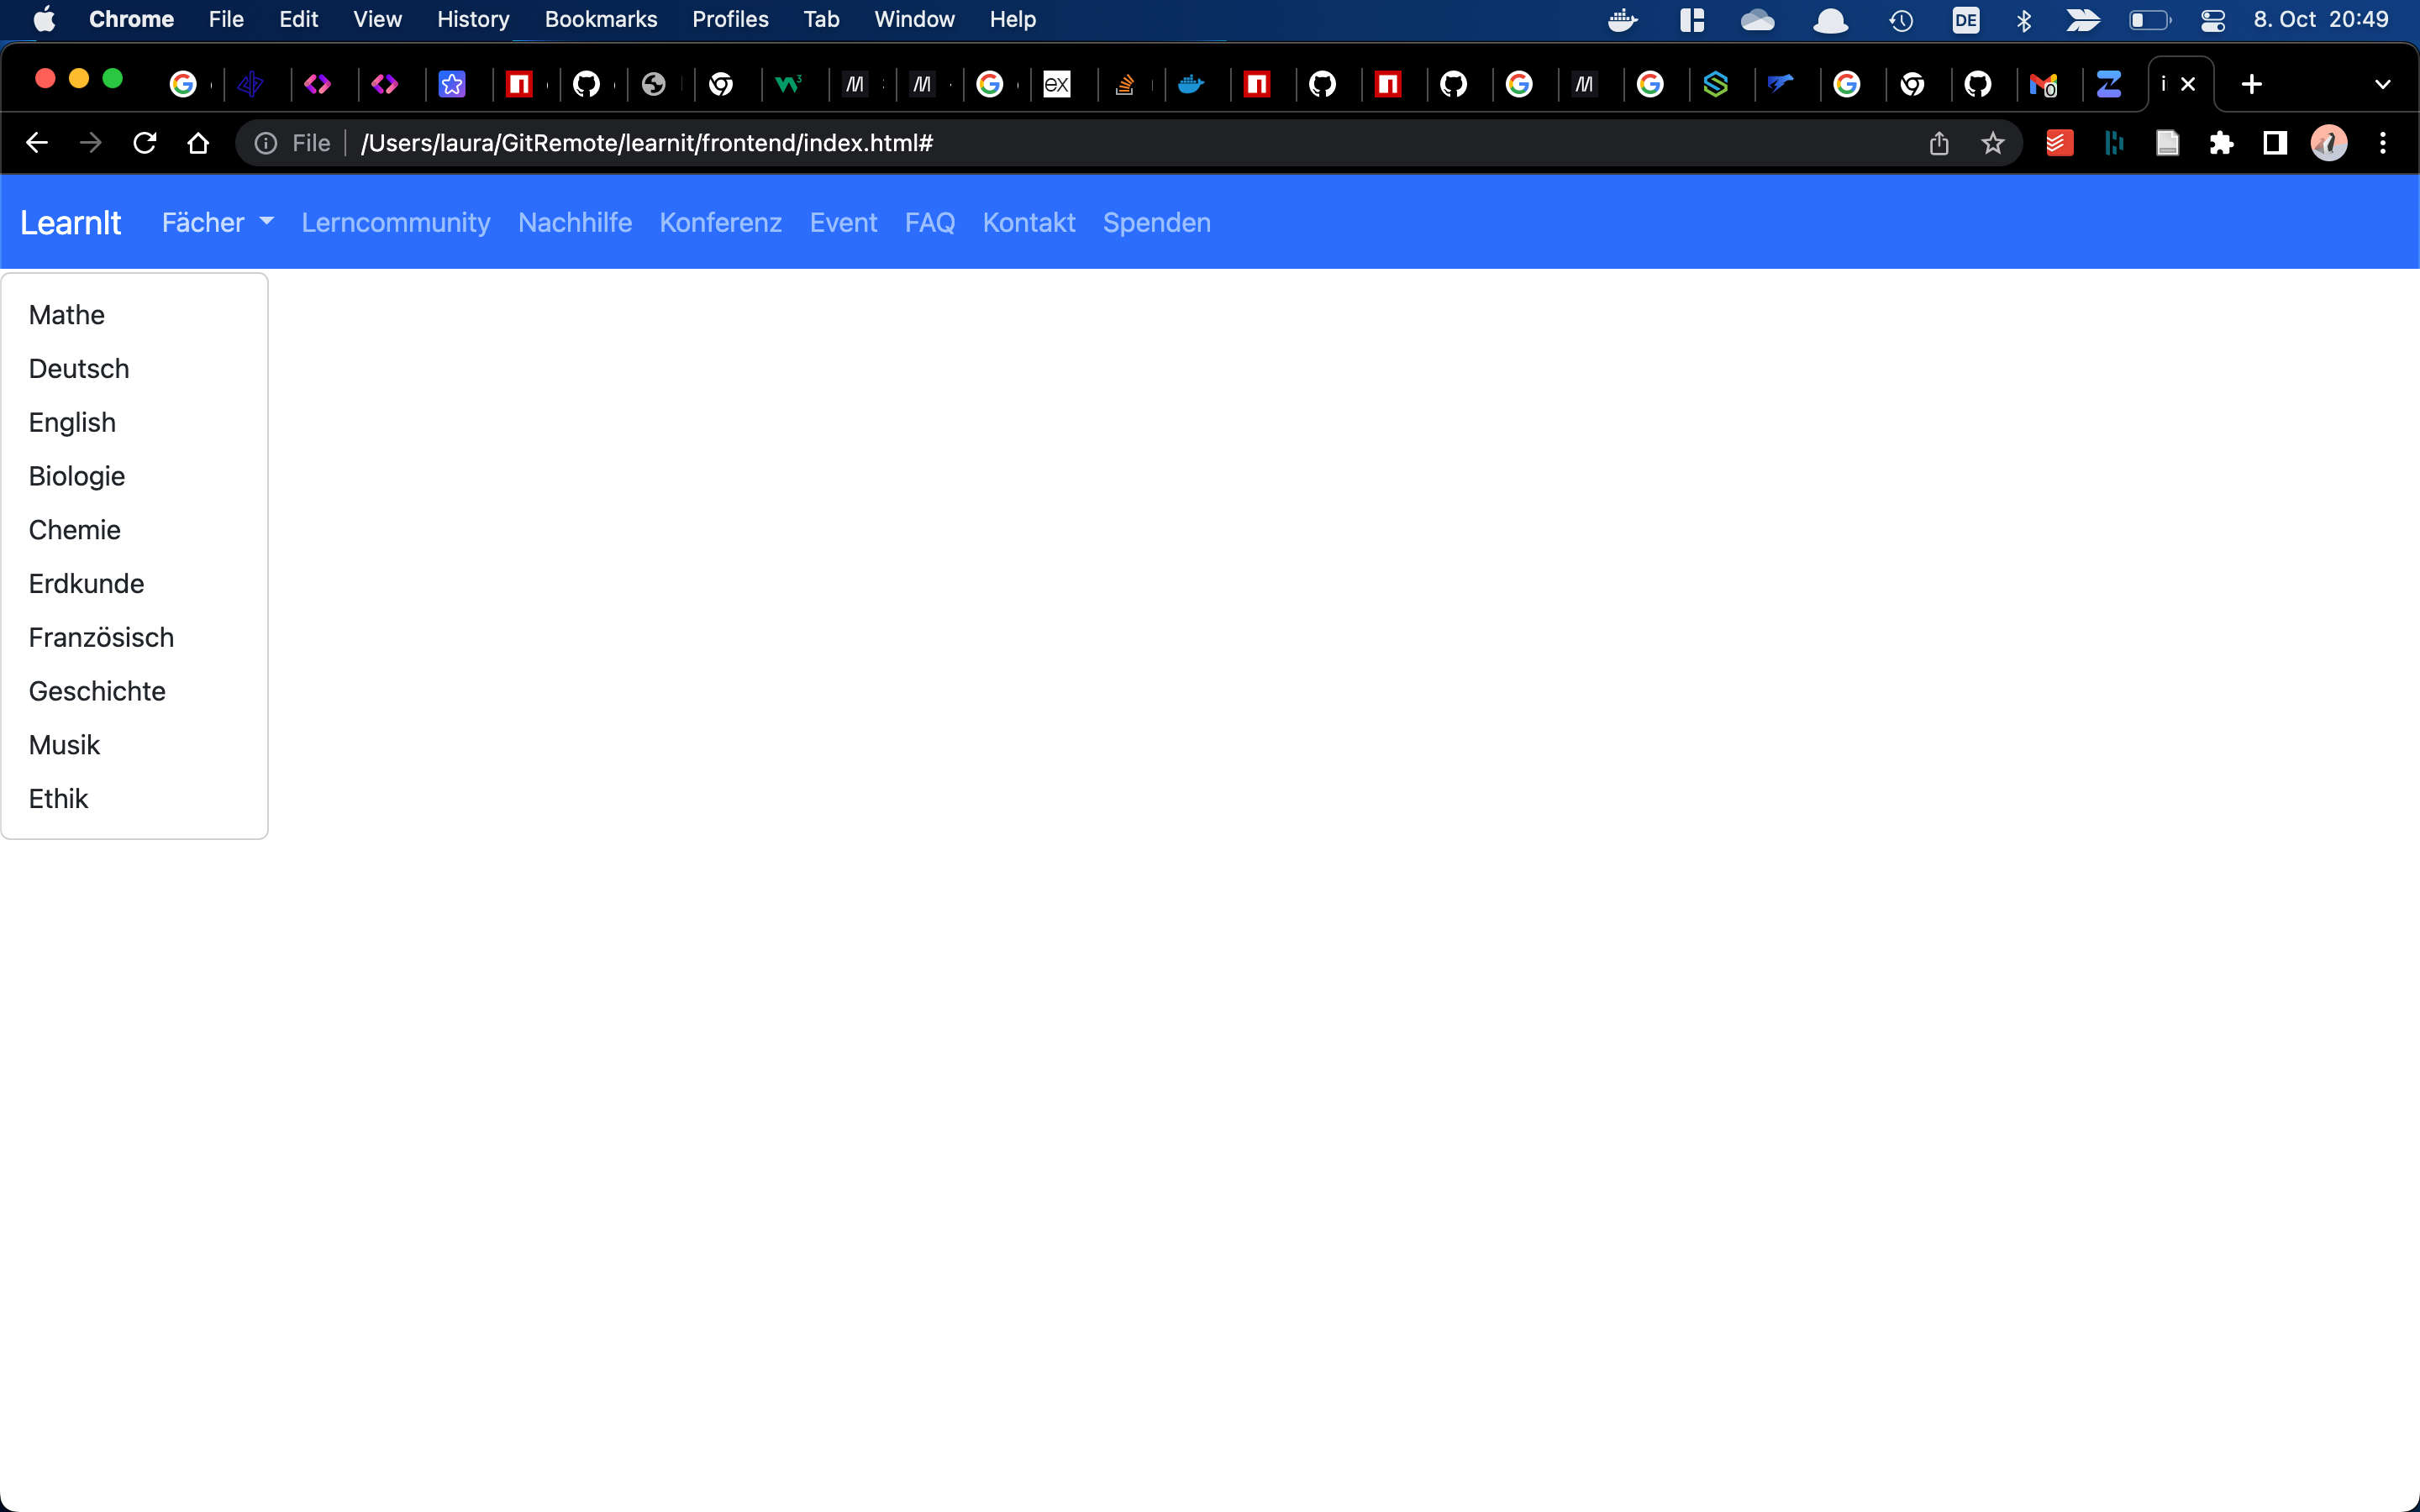 Chrome File Edit View History Bookmarks Profiles Tab Window Help DE 8. Oct 20:49
File /Users/laura/GitRemote/learnit/frontend/index.html#
LearnIt Fächer Lerncommunity Nachhilfe Konferenz Event FAQ Kontakt Spenden
Mathe
Deutsch
English
Biologie
Chemie
Erdkunde
Französisch
Geschichte
Musik
Ethik